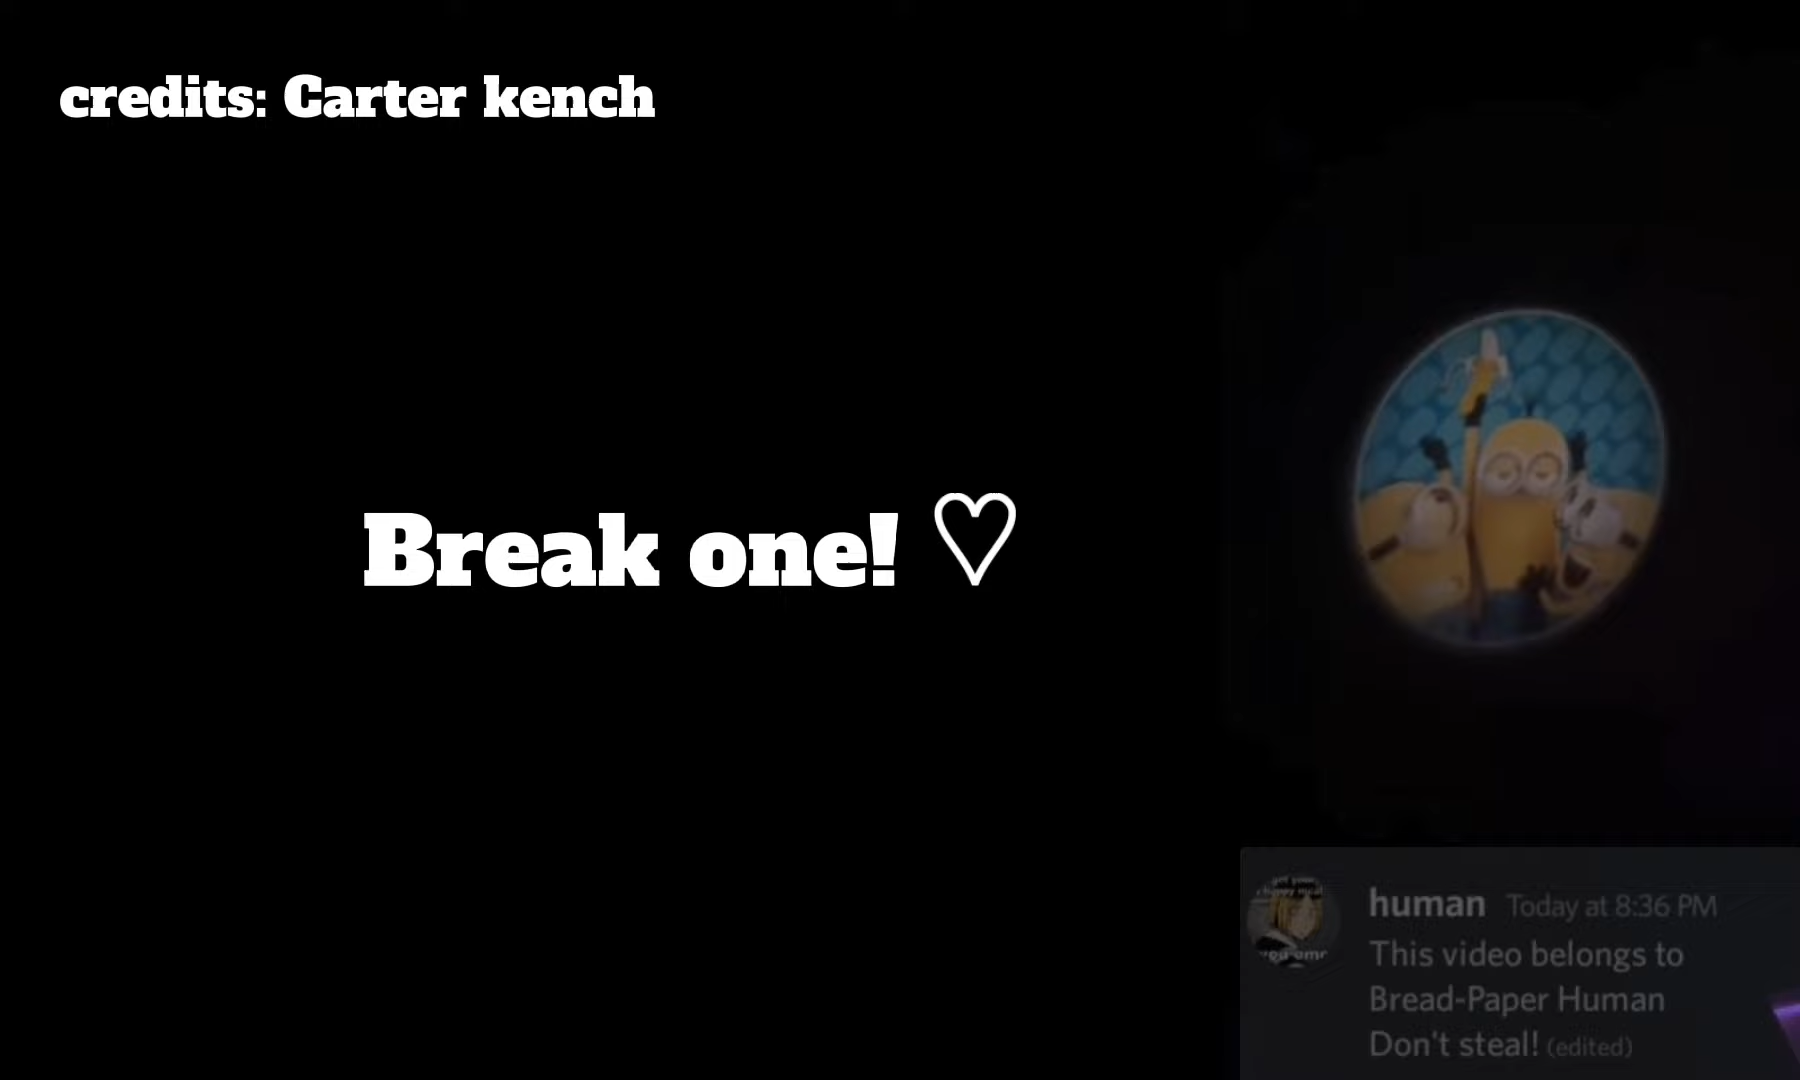 credits: Carter kench
Break one! ♡
human Today at 8:36 PM
This video belongs to
Bread-Paper Human
Don't steal! (edited)